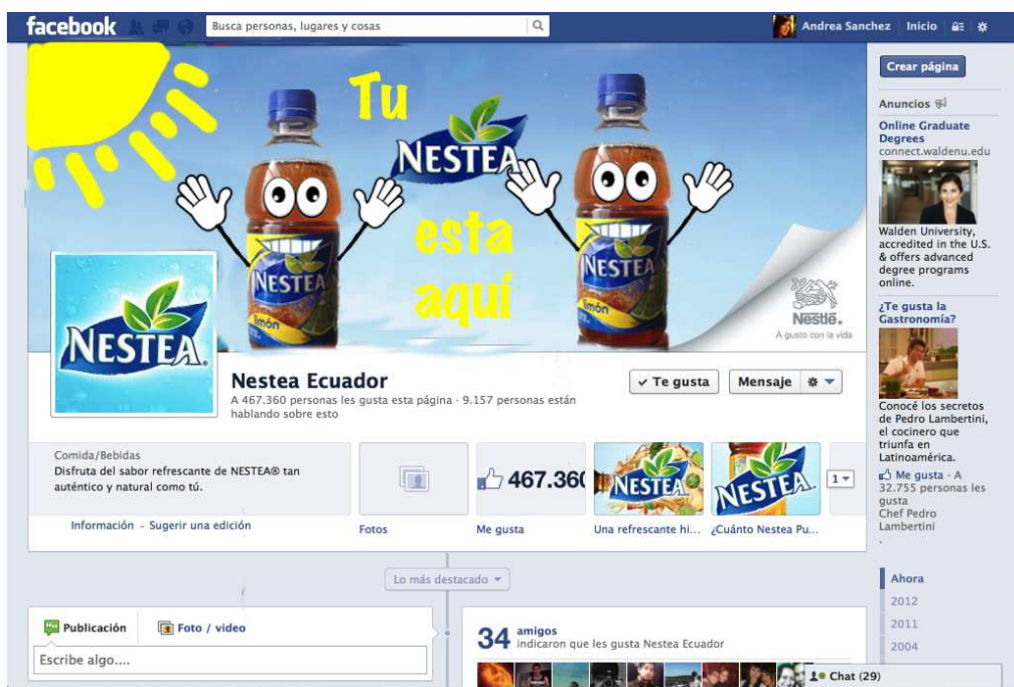 facebook
Busca personas, lugares y cosas
Andrea Sanchez
Inicio
Tu
NESTEA
esta
aquí
NESTEA
limón
NESTEA
limón
Nestlé.
A gusto con la vida
NESTEA
Nestea Ecuador
A 467.360 personas les gusta esta página · 9.157 personas están
hablando sobre esto
✓ Te gusta
Mensaje
Comida/Bebidas
Disfruta del sabor refrescante de NESTEA® tan
auténtico y natural como tú.
Información - Sugerir una edición
Fotos
467.360
Me gusta
NESTEA
Una refrescante hi...
NESTEA
¿Cuánto Nestea Pu...
1
Lo más destacado
Publicación
Foto / video
Escribe algo....
34 amigos
indicaron que les gusta Nestea Ecuador
Crear página
Anuncios
Online Graduate
Degrees
connect.waldenu.edu
Walden University,
accredited in the U.S.
& offers advanced
degree programs
online.
¿Te gusta la
Gastronomía?
Conocé los secretos
de Pedro Lambertini,
el cocinero que
triunfa en
Latinoamérica.
Me gusta · A
32.755 personas les
gusta
Chef Pedro
Lambertini
.
Ahora
2012
2011
2004
Chat (29)